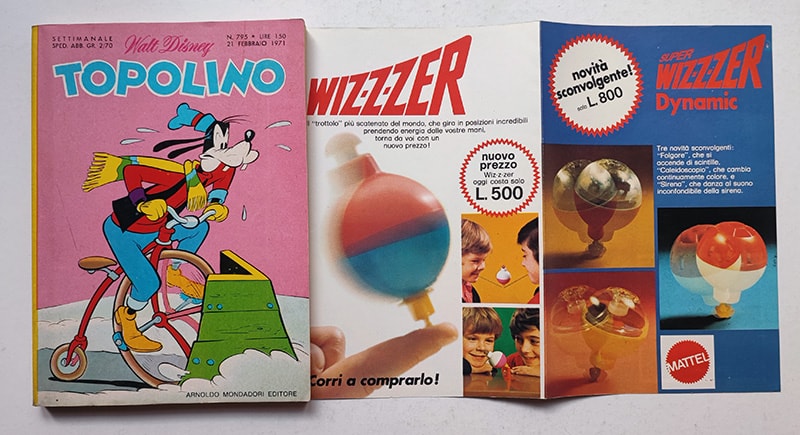 SETTIMANALE
SPED. ABB. GR. 2/70
Walt Disney
N. 795 • LIRE 150
21 FEBBRAIO 1971
TOPOLINO
ARNOLDO MONDADORI EDITORE
WIZ-Z-ZER
il "trottolo" più scatenato del mondo, che gira in posizioni incredibili
prendendo energia dalle vostre mani,
torna da voi con un
nuovo prezzo!
nuovo
prezzo
Wiz-z-zer
oggi costa solo
L. 500
Corri a comprarlo!
novità
sconvolgente!
solo L. 800
SUPER
WIZ-Z-ZER
Dynamic
Tre novità sconvolgenti:
"Folgore", che si
accende di scintille,
"Caleidoscopio", che cambia
continuamente colore, e
"Sirena", che danza al suono
inconfondibile della sirena.
MATTEL